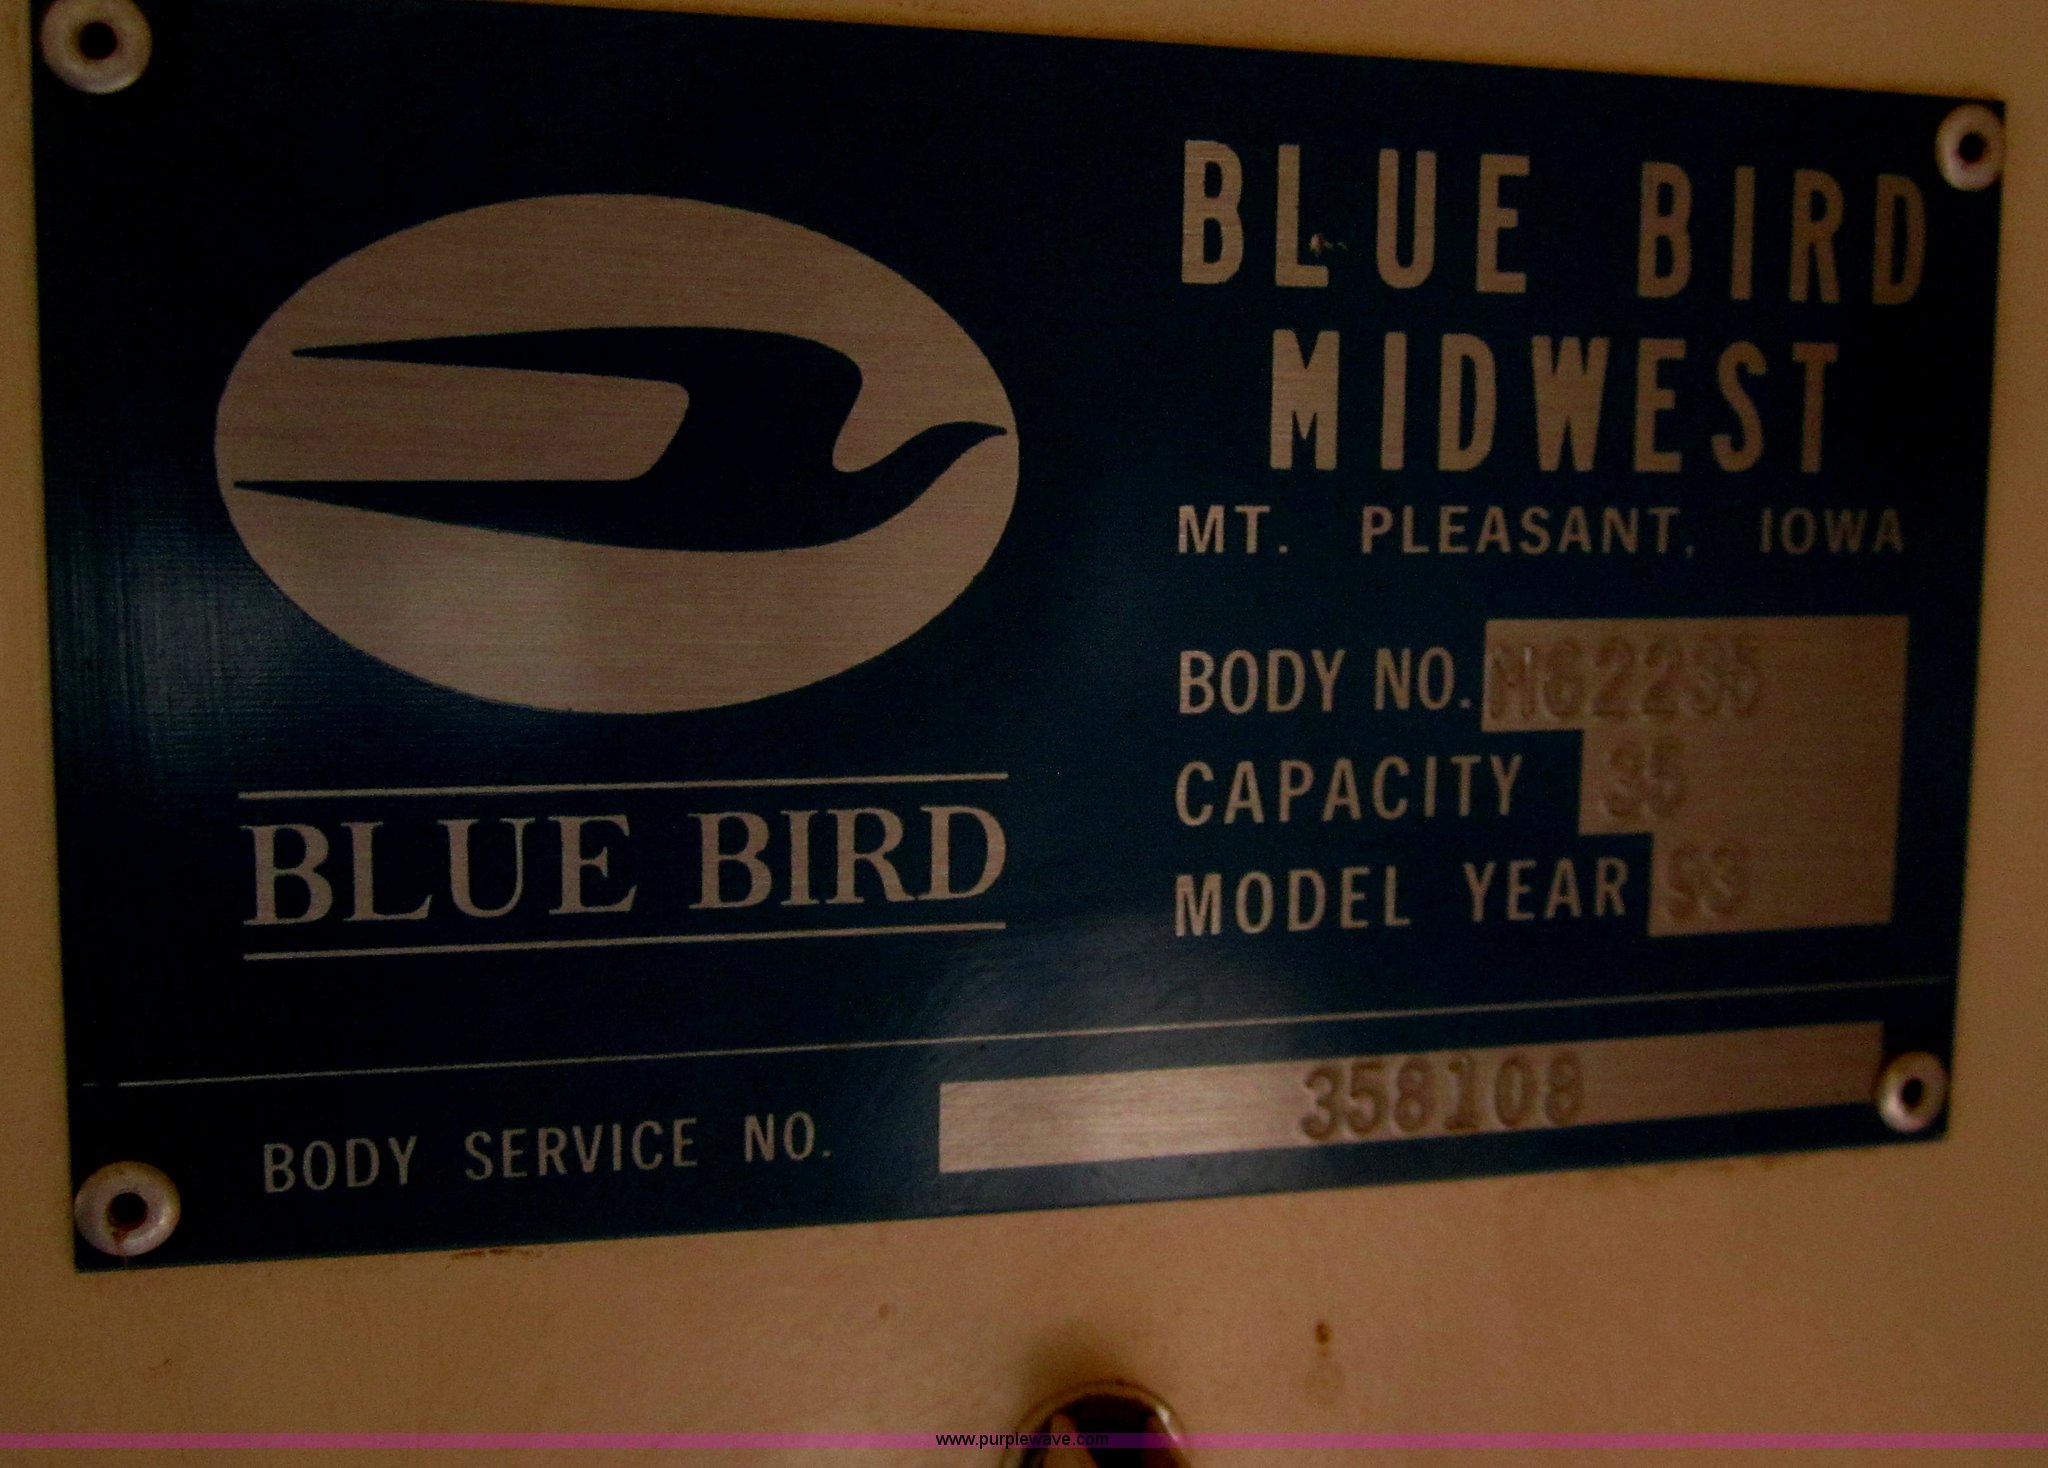 BLUE BIRD
MIDWEST
MT. PLEASANT, IOWA
BODY NO.
CAPACITY 35
MODEL YEAR 93
BLUE BIRD
BODY SERVICE NO. 358108
www.purplewave.com